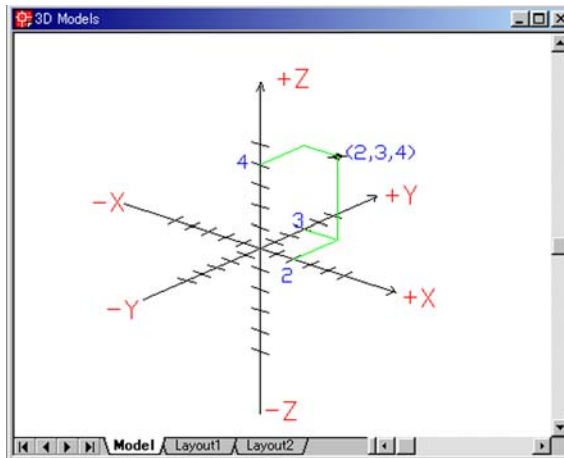 3D Models
+Z
(2,3,4)
4
-X
+Y
3
2
-Y
+X
-Z
Model Layout1 Layout2